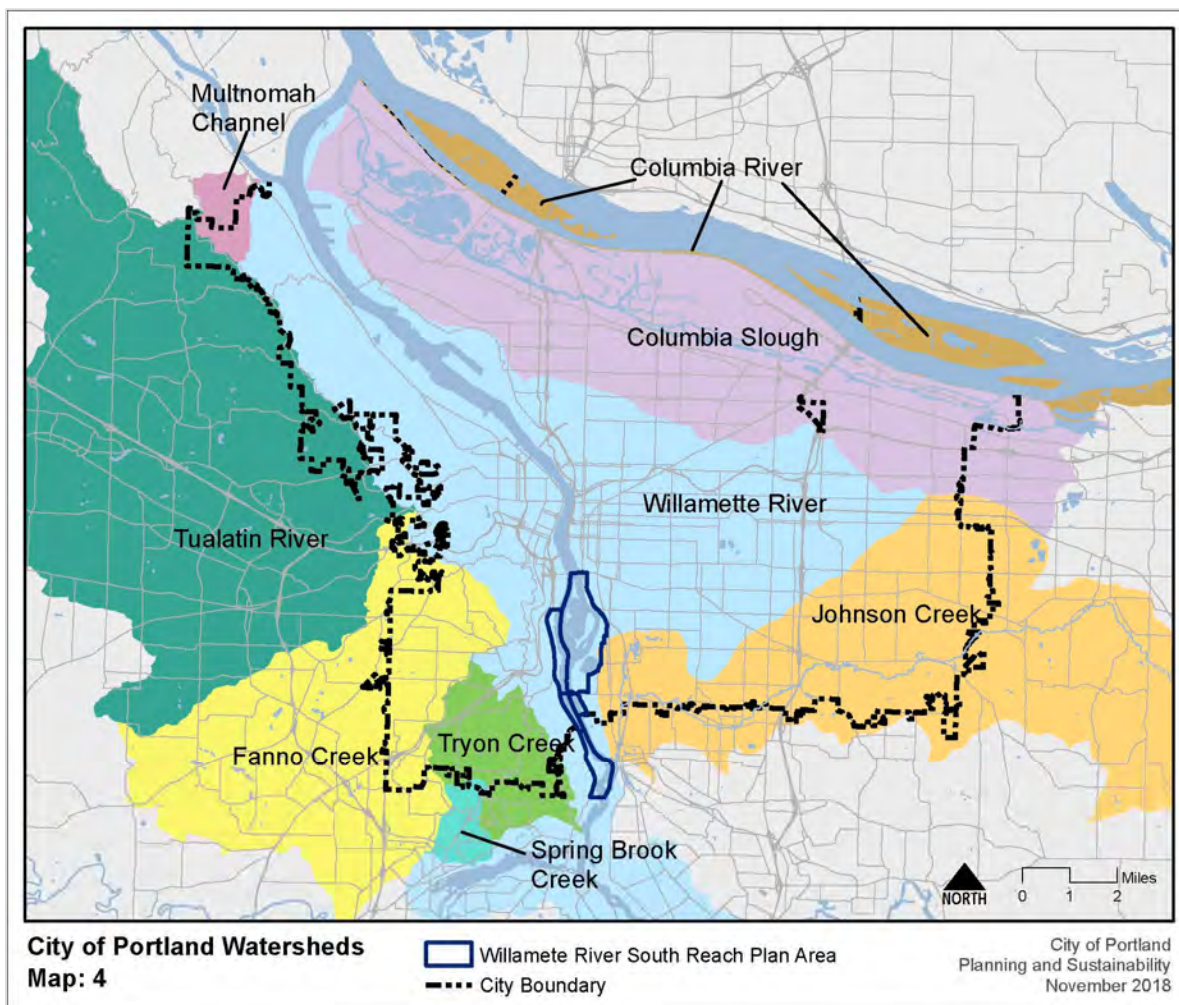 Multnomah
Channel
Columbia River
Columbia Slough
Willamette River
Tualatin River
Johnson Creek
Tryon Creek
Fanno Creek
Spring Brook
Creek
NORTH
0 1 2 Miles
City of Portland Watersheds
Map: 4
Willamete River South Reach Plan Area
City Boundary
City of Portland
Planning and Sustainability
November 2018